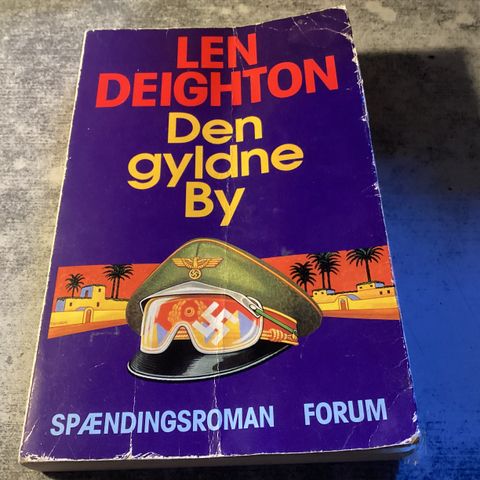 LEN
DEIGHTON
Den
gyldne
By
SPÆNDINGSROMAN FORUM